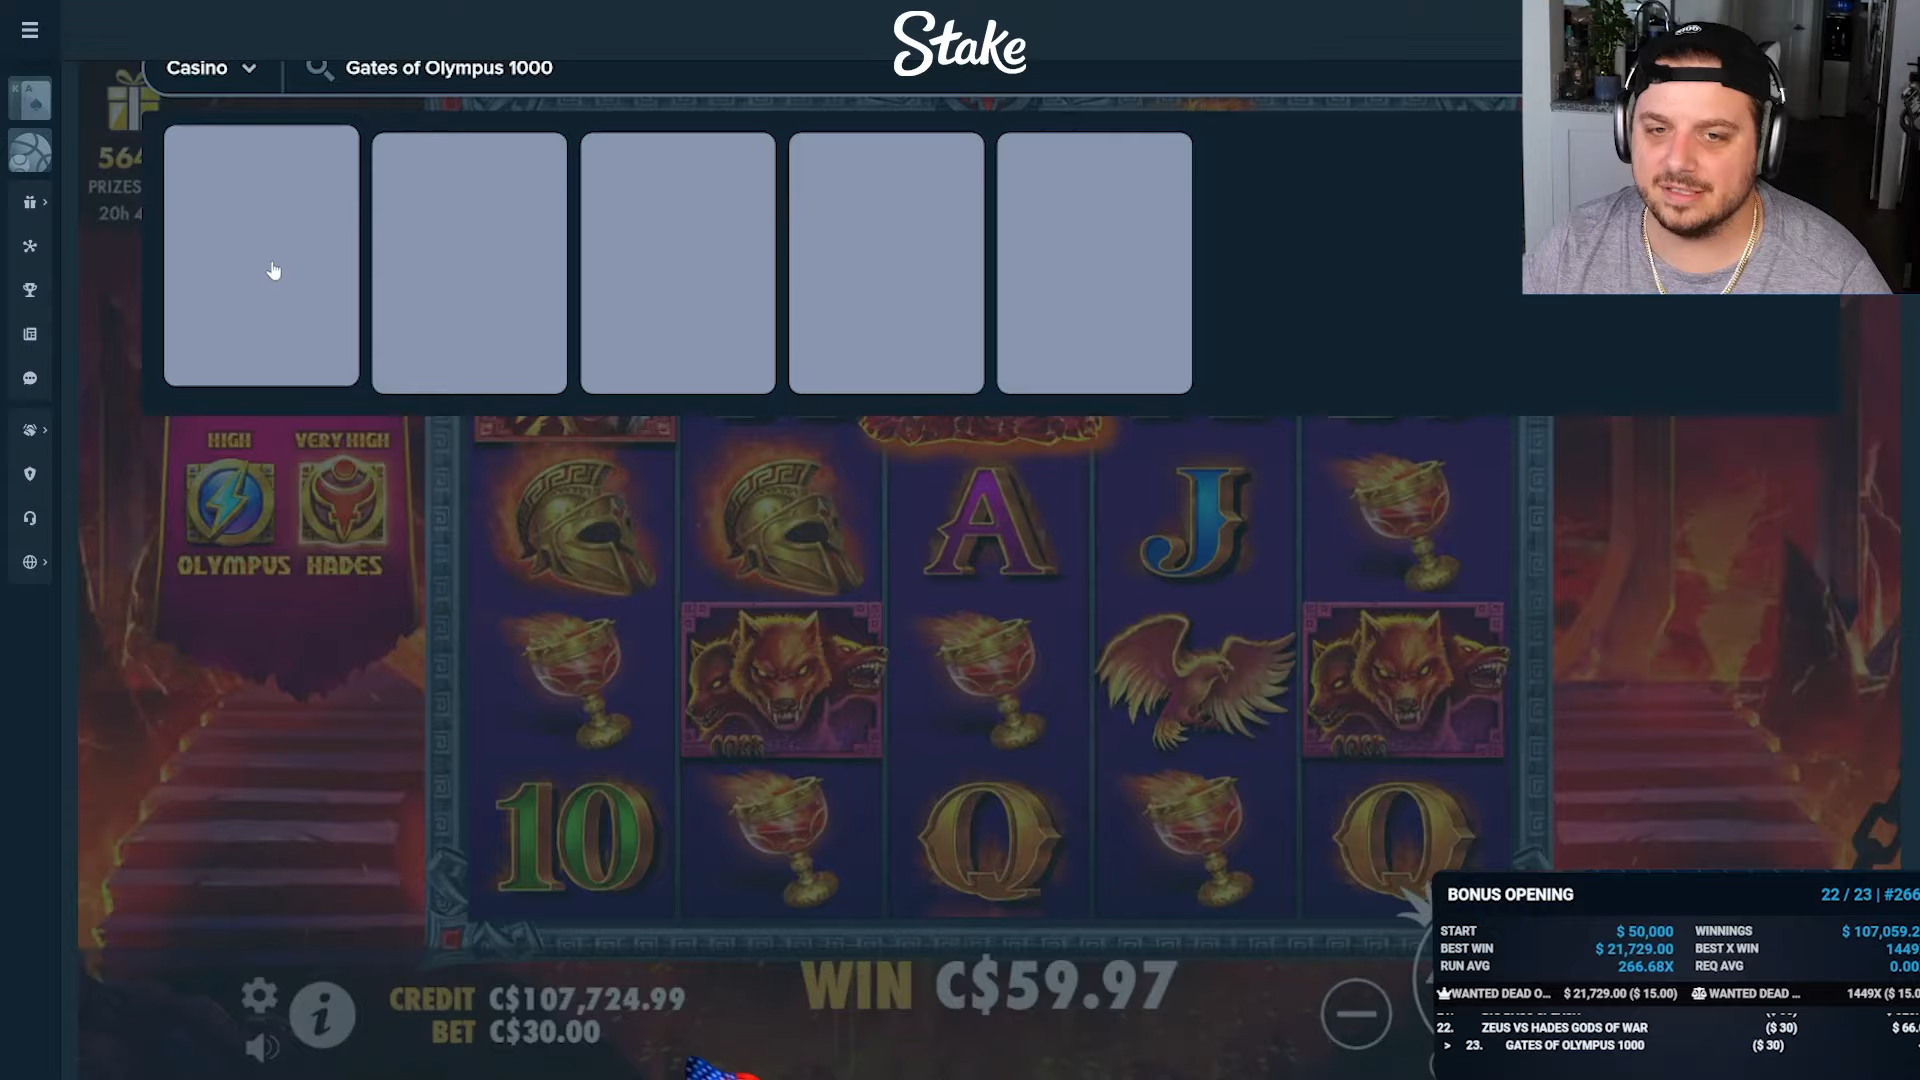 Stake
Casino
Gates of Olympus 1000
K A
564
PRIZES
20h 4
HIGH
VERY HIGH
OLYMPUS
HADES
A
J
10
Q
Q
CREDIT C$107,724.99
BET C$30.00
WIN C$59.97
BONUS OPENING
22 / 23 | #266
START $ 50,000 WINNINGS $ 107,059.2
BEST WIN $ 21,729.00 BEST X WIN 1449
RUN AVG 266.68X REQ AVG 0.00
WANTED DEAD O... $ 21,729.00 ($ 15.00) WANTED DEAD ... 1449X ($ 15.0
22. ZEUS VS HADES GODS OF WAR ($ 30) $ 66.
> 23. GATES OF OLYMPUS 1000 ($ 30)